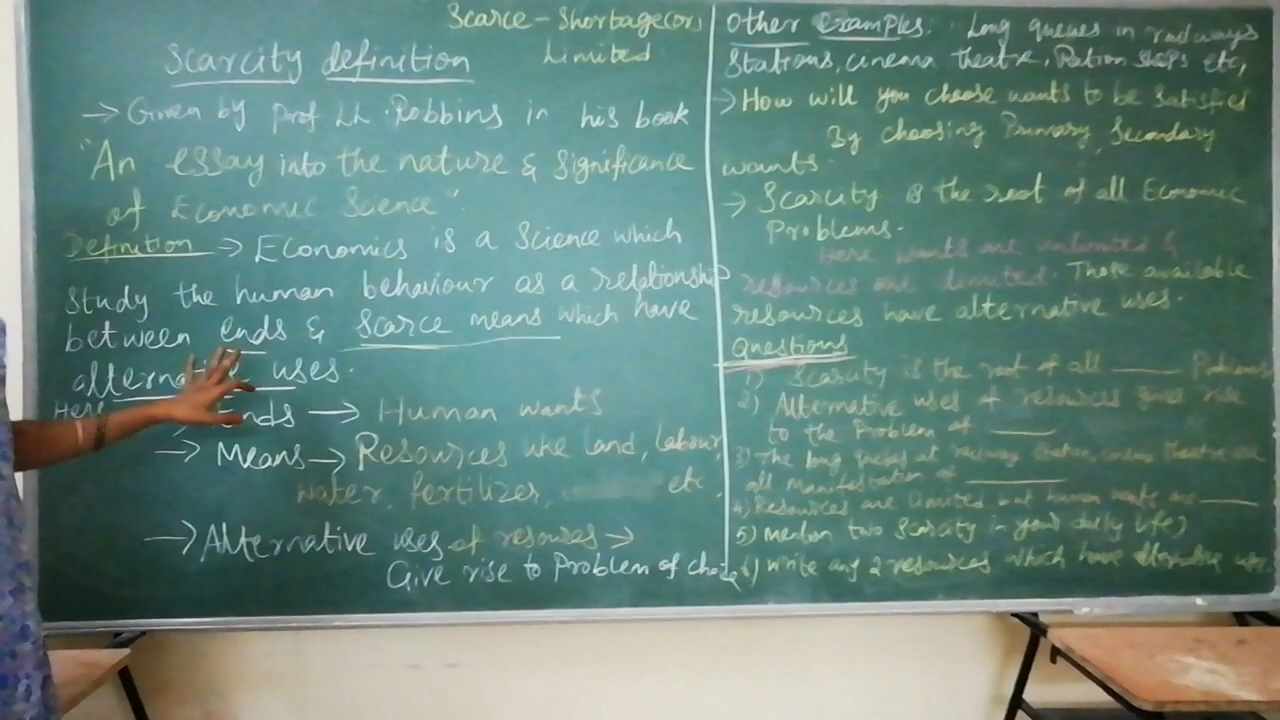 Scarce - Shortage (or)
Limited
Scarcity definition
→ Given by Prof LL. Robbins in his book
"An essay into the nature & Significance
of Economic Science".
Definition → Economics is a Science which
Study the human behaviour as a relationship
between ends & Scarce means which have
alternative uses.
Here → Ends → Human wants
→ Means → Resources like land, labour,
water, fertilizer, etc.
→ Alternative uses of resources →
Give rise to Problem of choice
Other examples: Long queues in railways
Stations, cinema theatre, Ration shops etc,
→ How will you choose wants to be Satisfied
By choosing Primary, Secondary
wants.
→ Scarcity is the root of all Economic
Problems.
Here wants are unlimited &
resources are limited. Those available
resources have alternative uses.
Questions
1) Scarcity is the root of all ____ Problems
2) Alternative uses of resources gives rise
to the Problem of ____
3) The long queues at railway station, cinema theatre are
all manifestation of ____
4) Resources are limited but human wants are ____
5) Mention two Scarcity in your daily life?
6) Write any 2 resources which have alternative uses.